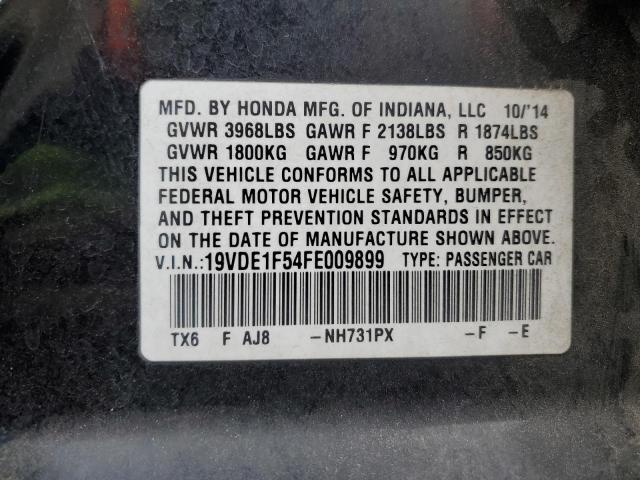 MFD. BY HONDA MFG. OF INDIANA, LLC 10/'14
GVWR 3968LBS GAWR F 2138LBS R 1874LBS
GVWR 1800KG GAWR F 970KG R 850KG
THIS VEHICLE CONFORMS TO ALL APPLICABLE
FEDERAL MOTOR VEHICLE SAFETY, BUMPER,
AND THEFT PREVENTION STANDARDS IN EFFECT
ON THE DATE OF MANUFACTURE SHOWN ABOVE.
V.I.N.:19VDE1F54FE009899 TYPE: PASSENGER CAR
TX6 F AJ8 –NH731PX –F –E